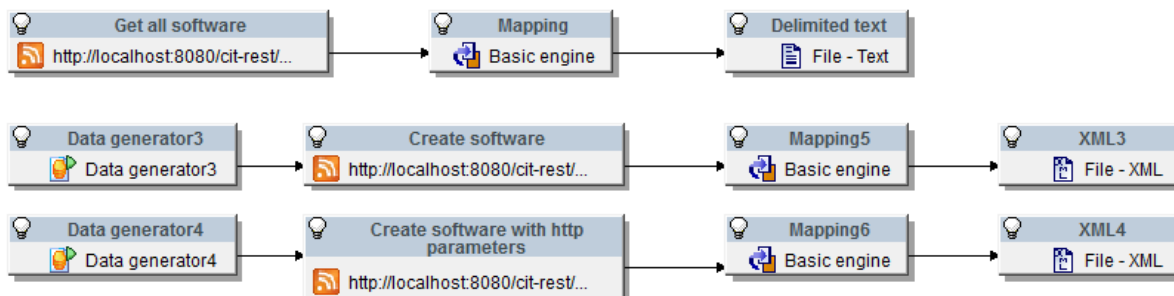 Get all software
http://localhost:8080/cit-rest/...
Mapping
Basic engine
Delimited text
File - Text
Data generator3
Data generator3
Create software
http://localhost:8080/cit-rest/...
Mapping5
Basic engine
XML3
File - XML
Data generator4
Data generator4
Create software with http
parameters
http://localhost:8080/cit-rest/...
Mapping6
Basic engine
XML4
File - XML